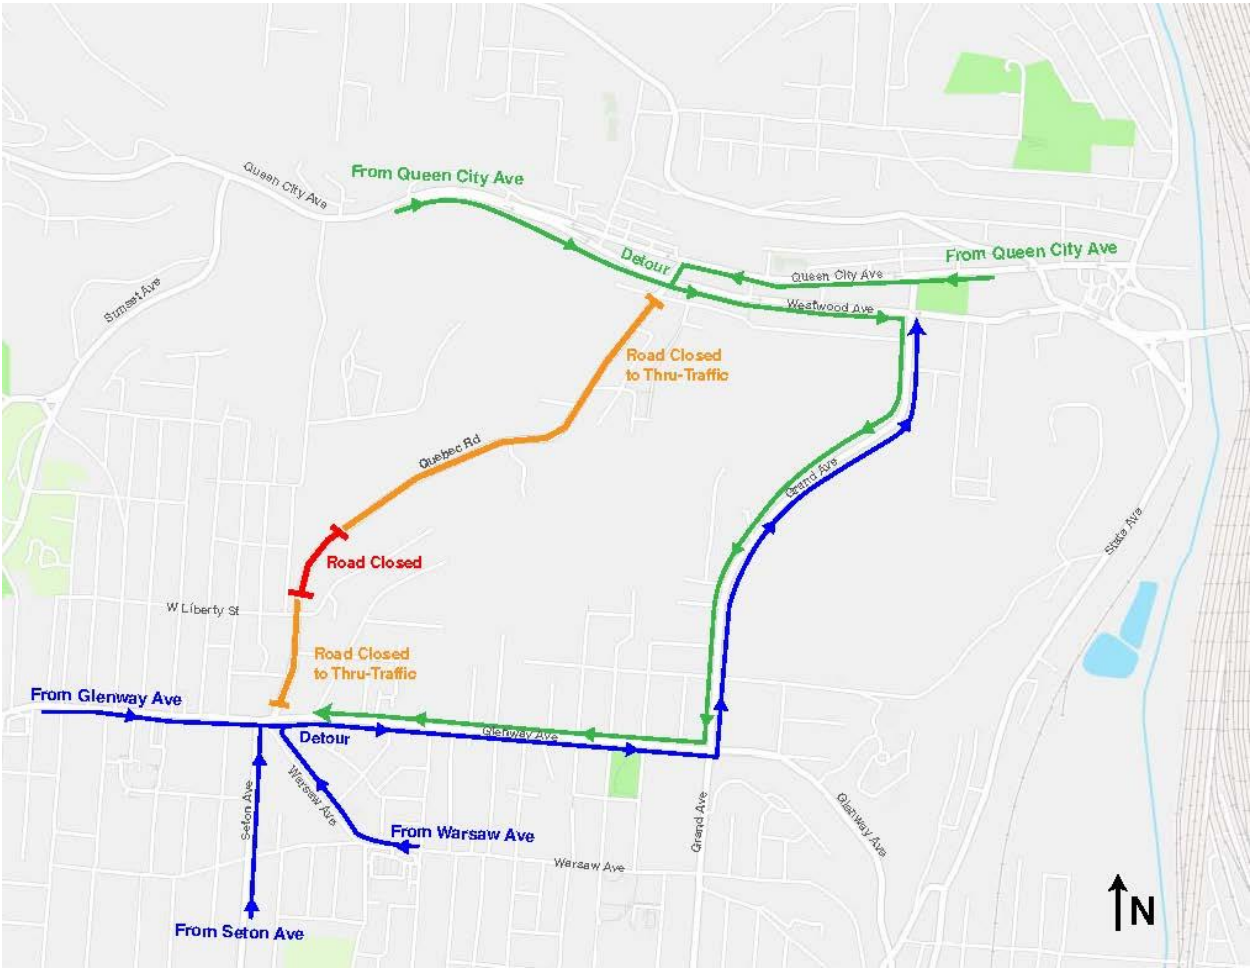 Queen City Ave
From Queen City Ave
Detour
From Queen City Ave
Queen City Ave
Westwood Ave
Sunset Ave
Road Closed
to Thru-Traffic
Quebec Rd
Grand Ave
State Ave
Road Closed
W Liberty St
Road Closed
to Thru-Traffic
From Glenway Ave
Detour
Glenway Ave
Seton Ave
Warsaw Ave
From Warsaw Ave
Warsaw Ave
Grand Ave
Glenway Ave
From Seton Ave
N